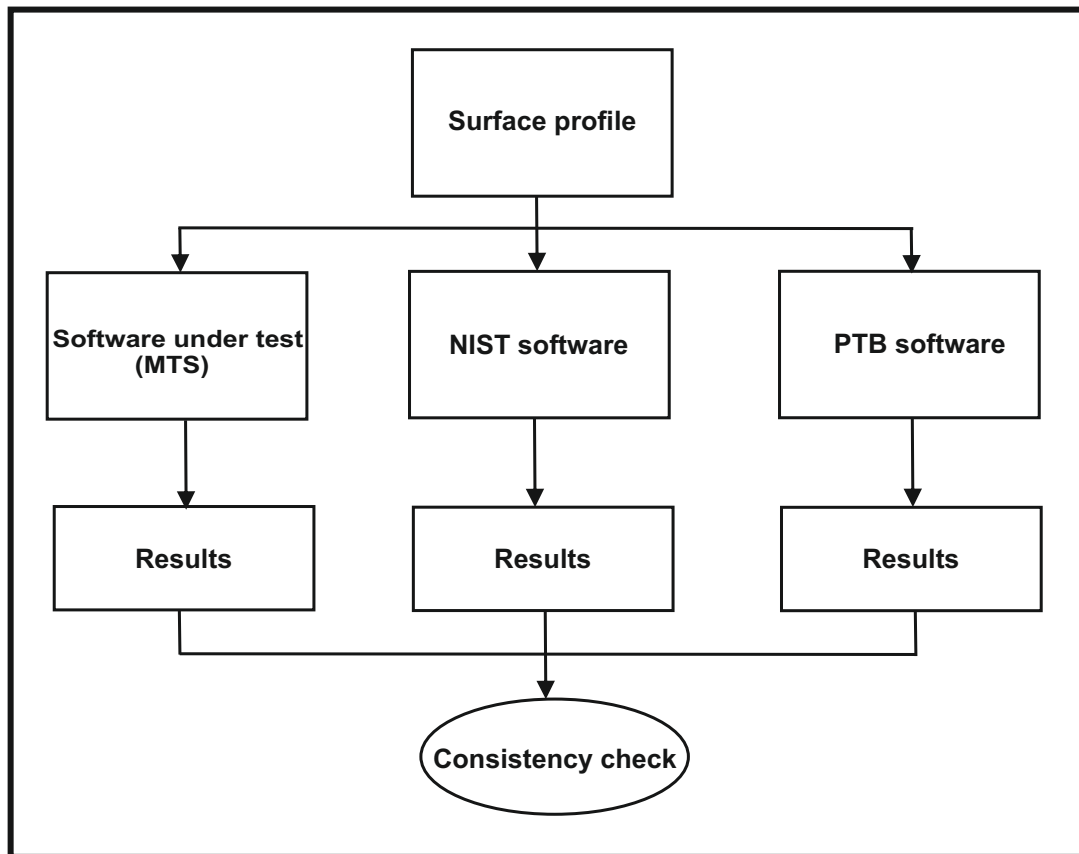 Surface profile
Software under test
(MTS)
NIST software
PTB software
Results
Results
Results
Consistency check